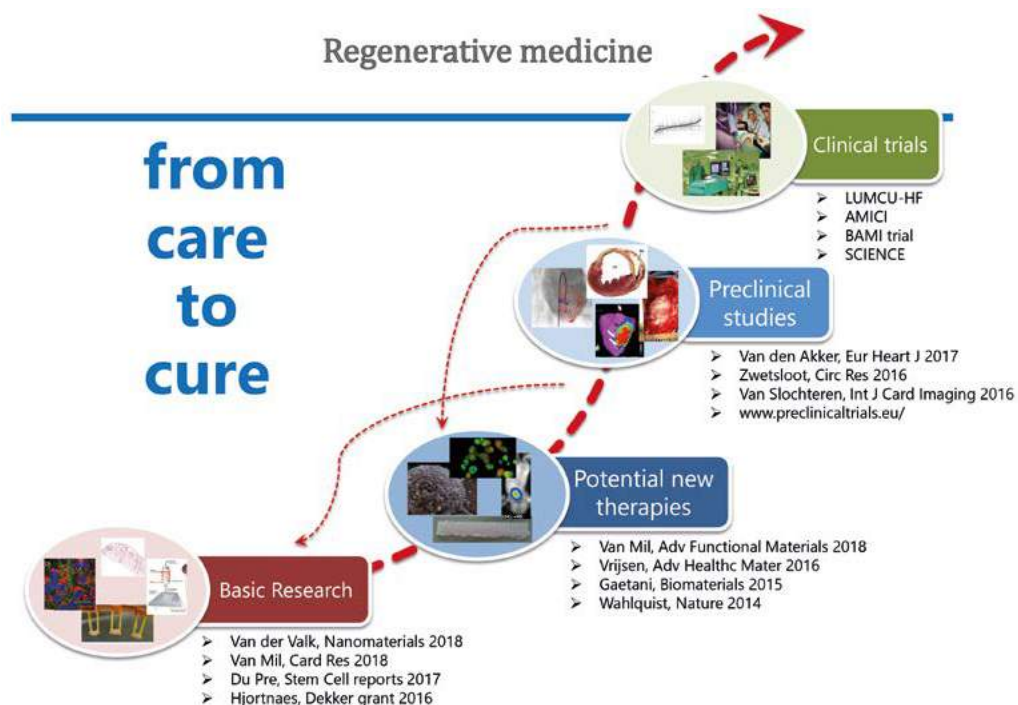 Regenerative medicine
from
care
to
cure
Clinical trials
➢ LUMCU-HF
➢ AMICI
➢ BAMI trial
➢ SCIENCE
Preclinical
studies
➢ Van den Akker, Eur Heart J 2017
➢ Zwetsloot, Circ Res 2016
➢ Van Slochteren, Int J Card Imaging 2016
➢ www.preclinicaltrials.eu/
Potential new
therapies
➢ Van Mil, Adv Functional Materials 2018
➢ Vrijsen, Adv Healthc Mater 2016
➢ Gaetani, Biomaterials 2015
➢ Wahlquist, Nature 2014
Basic Research
➢ Van der Valk, Nanomaterials 2018
➢ Van Mil, Card Res 2018
➢ Du Pre, Stem Cell reports 2017
➢ Hjortnaes, Dekker grant 2016